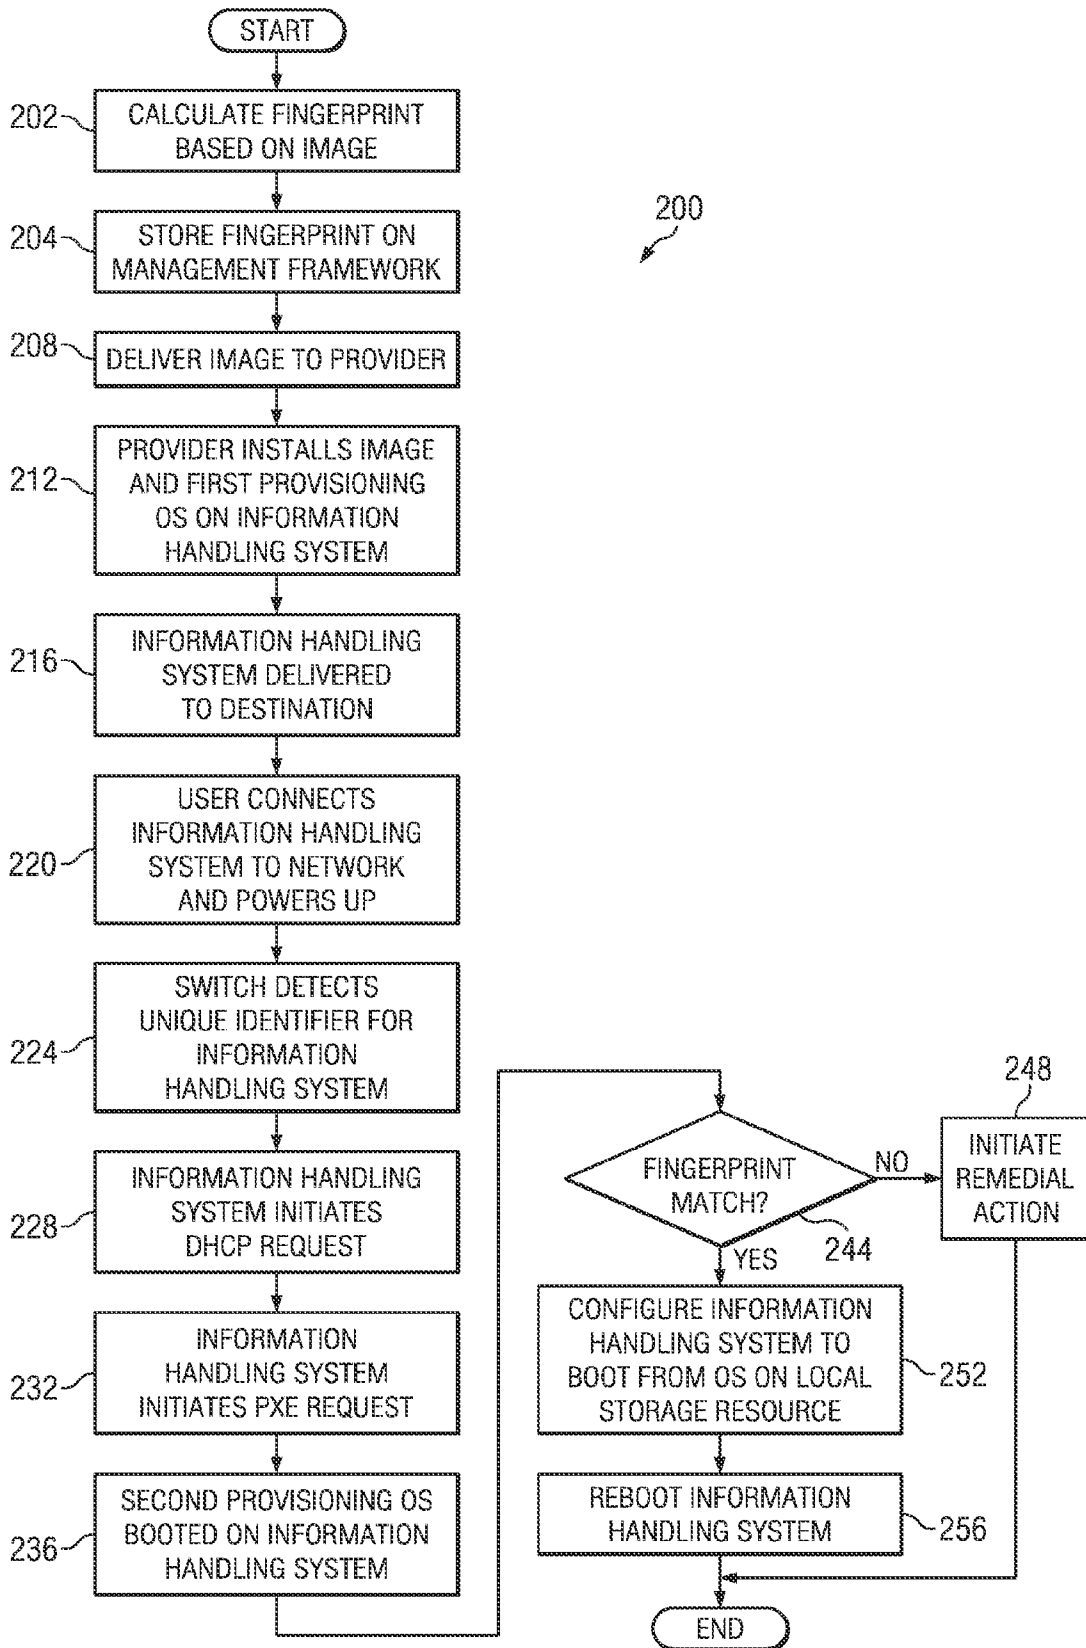 START
202
CALCULATE FINGERPRINT
BASED ON IMAGE
204
STORE FINGERPRINT ON
MANAGEMENT FRAMEWORK
200
208
DELIVER IMAGE TO PROVIDER
212
PROVIDER INSTALLS IMAGE
AND FIRST PROVISIONING
OS ON INFORMATION
HANDLING SYSTEM
216
INFORMATION HANDLING
SYSTEM DELIVERED
TO DESTINATION
220
USER CONNECTS
INFORMATION HANDLING
SYSTEM TO NETWORK
AND POWERS UP
224
SWITCH DETECTS
UNIQUE IDENTIFIER FOR
INFORMATION
HANDLING SYSTEM
228
INFORMATION HANDLING
SYSTEM INITIATES
DHCP REQUEST
232
INFORMATION
HANDLING SYSTEM
INITIATES PXE REQUEST
236
SECOND PROVISIONING OS
BOOTED ON INFORMATION
HANDLING SYSTEM
FINGERPRINT
MATCH?
244
NO
YES
248
INITIATE
REMEDIAL
ACTION
CONFIGURE INFORMATION
HANDLING SYSTEM TO
BOOT FROM OS ON LOCAL
STORAGE RESOURCE
252
REBOOT INFORMATION
HANDLING SYSTEM
256
END